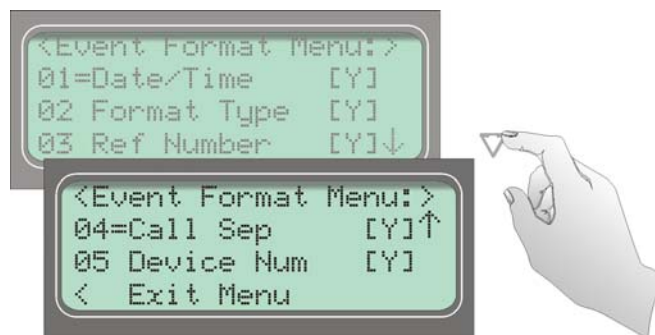 <Event Format Menu:>
01=Date/Time [Y]
02 Format Type [Y]
03 Ref Number [Y]↓
<Event Format Menu:>
04=Call Sep [Y]↑
05 Device Num [Y]
< Exit Menu